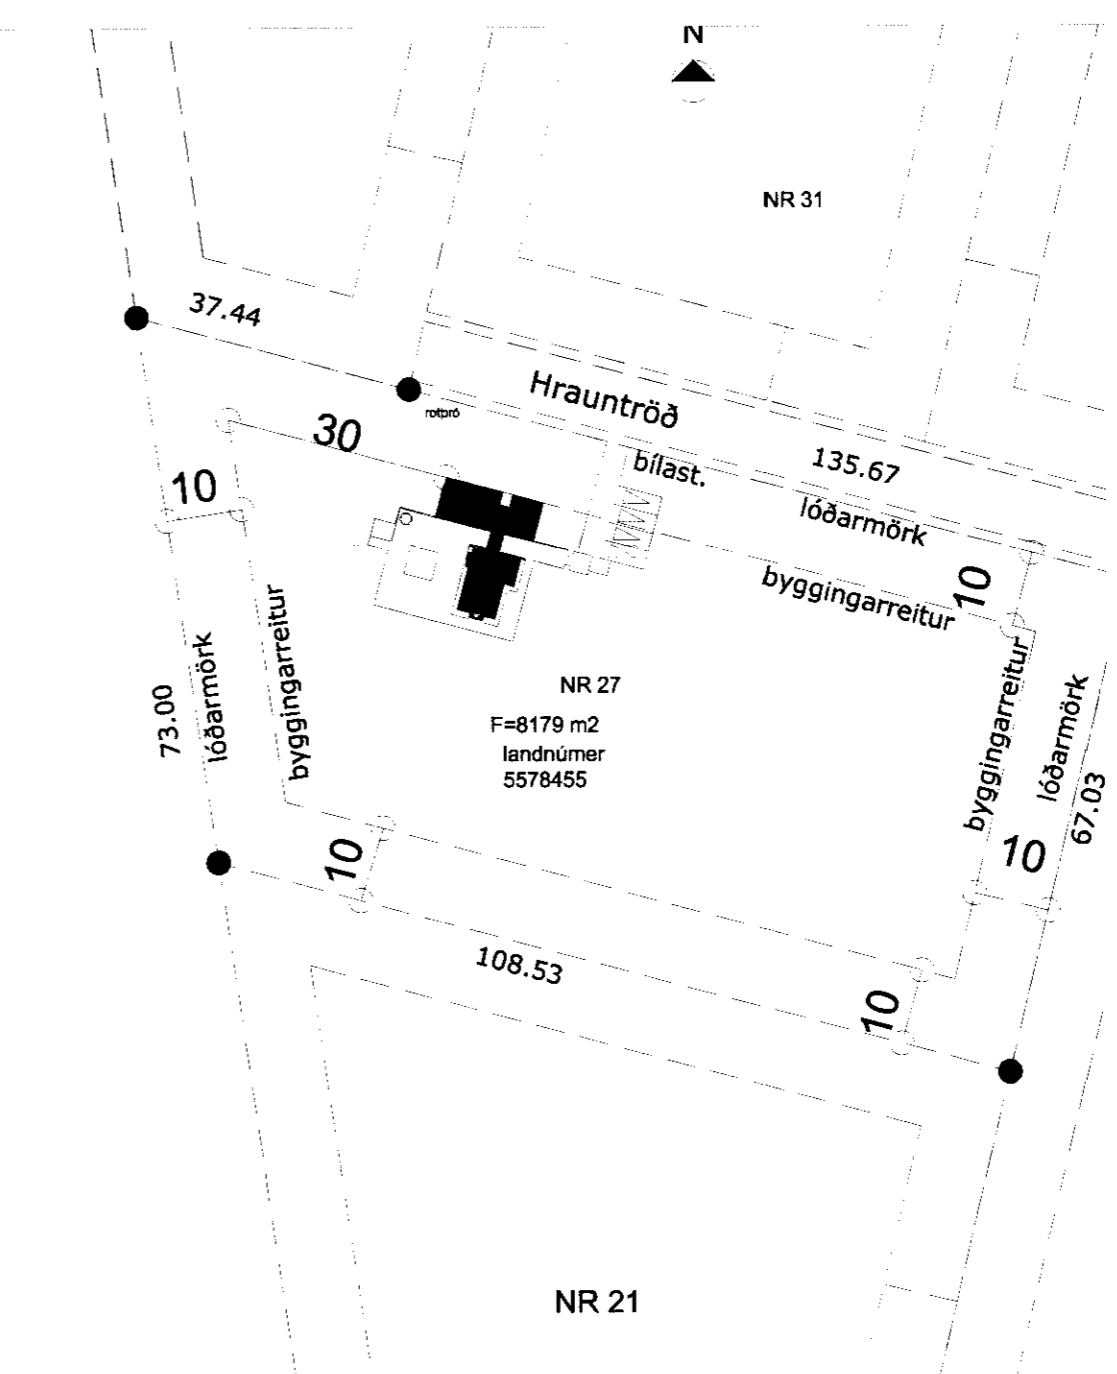 N
NR 31
37.44
Hrauntröð
rotþró
30
135.67
bílast.
10
lóðarmörk
byggingarreitur
10
byggingarreitur
lóðarmörk
73.00
NR 27
F=8179 m2
landnúmer
5578455
byggingarreitur
lóðarmörk
67.03
10
10
108.53
10
NR 21